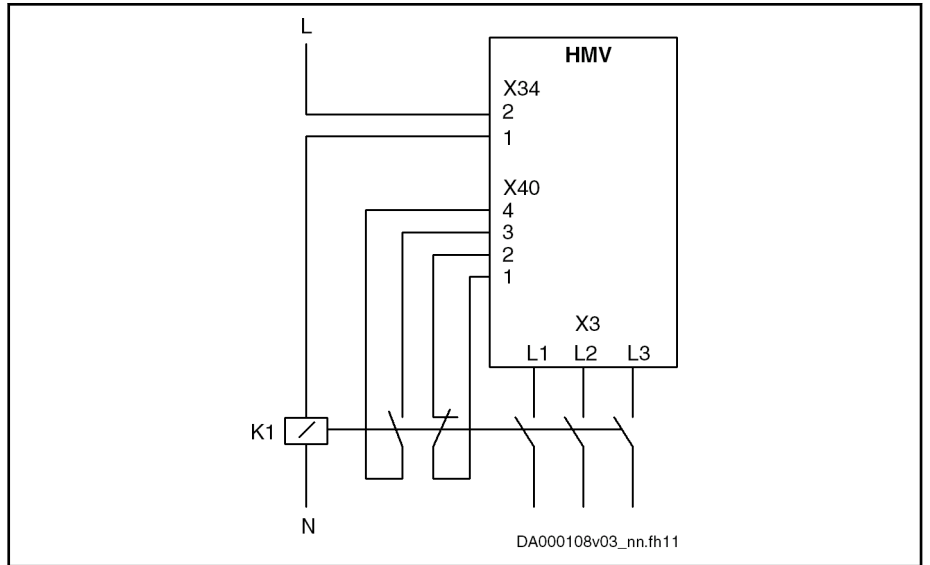 L
HMV
X34
2
1
X40
4
3
2
1
X3
L1 L2 L3
K1
N
DA000108v03_nn.fh11